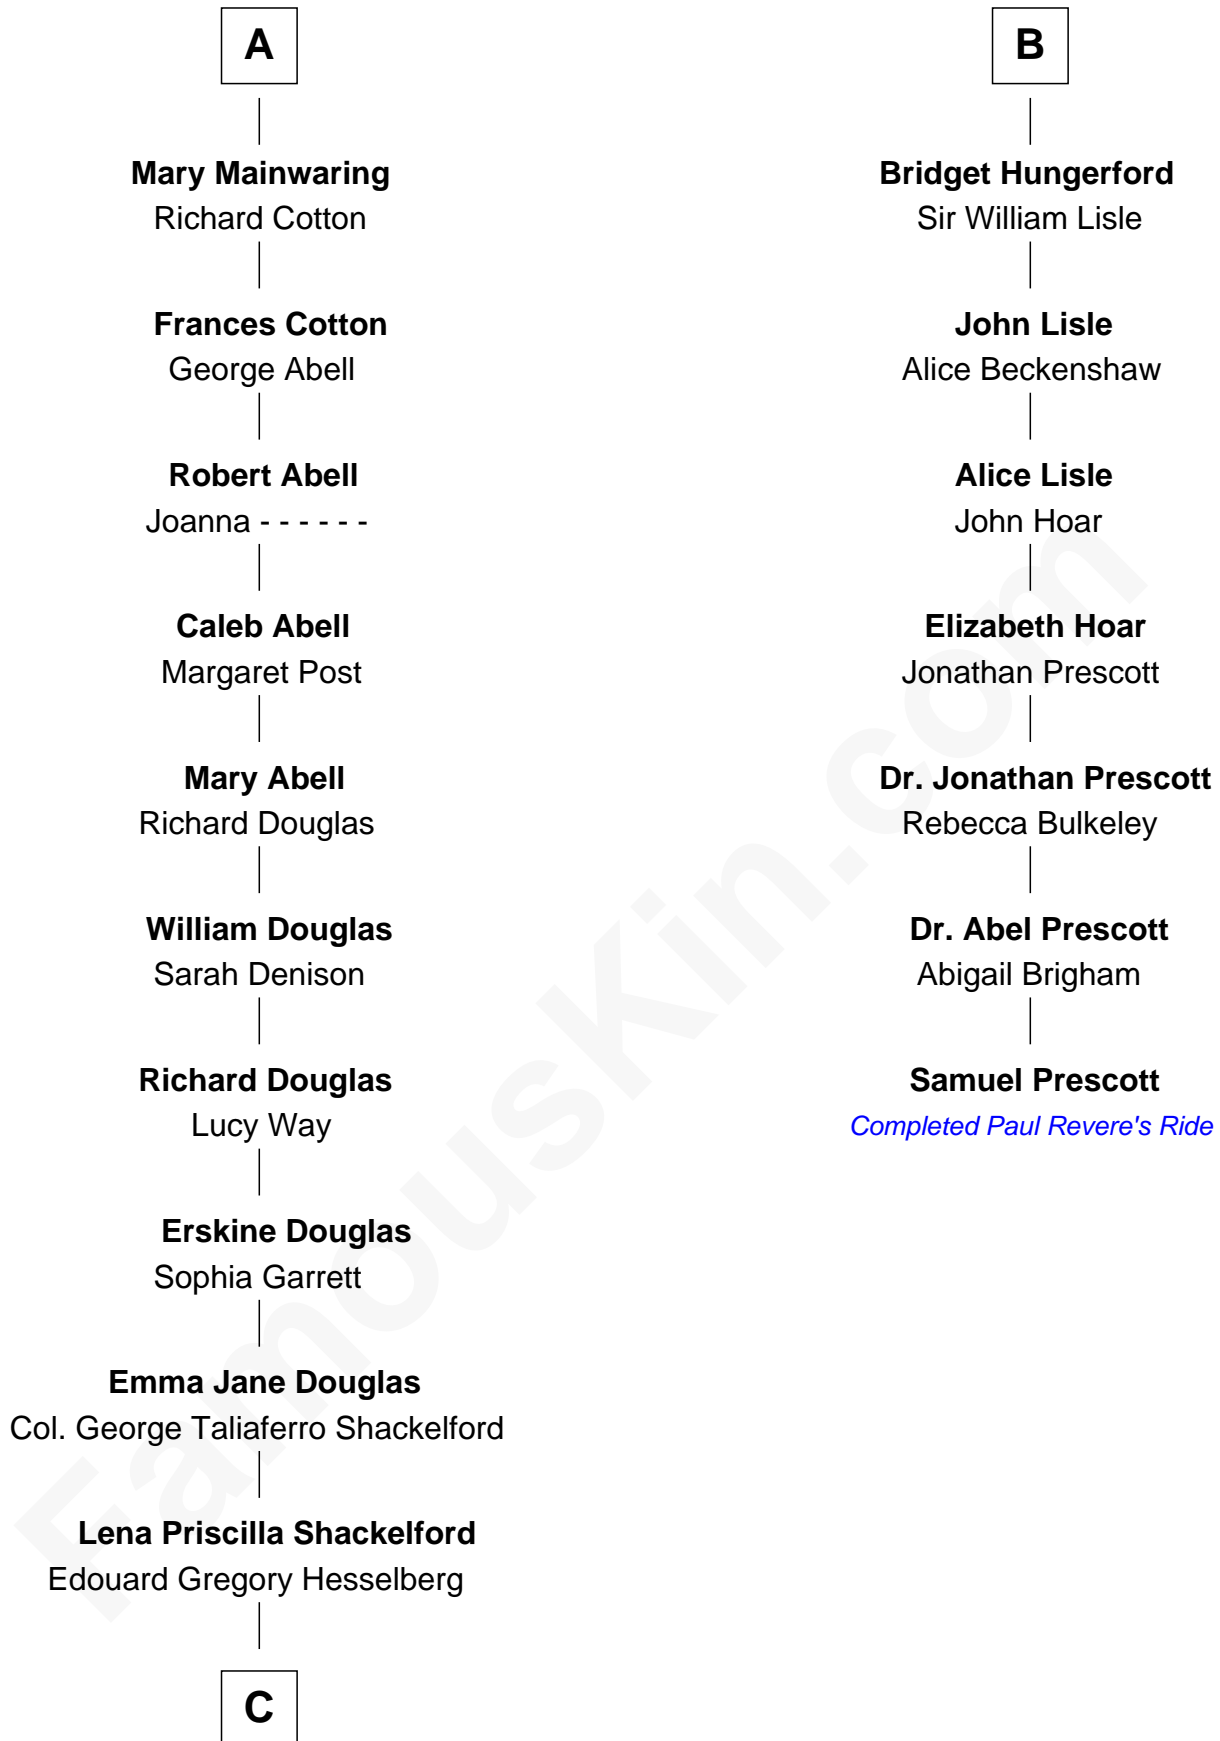 A
Mary Mainwaring
Richard Cotton
Frances Cotton
George Abell
Robert Abell
Joanna - - - - - -
Caleb Abell
Margaret Post
Mary Abell
Richard Douglas
William Douglas
Sarah Denison
Richard Douglas
Lucy Way
Erskine Douglas
Sophia Garrett
Emma Jane Douglas
Col. George Taliaferro Shackelford
Lena Priscilla Shackelford
Edouard Gregory Hesselberg
C
B
Bridget Hungerford
Sir William Lisle
John Lisle
Alice Beckenshaw
Alice Lisle
John Hoar
Elizabeth Hoar
Jonathan Prescott
Dr. Jonathan Prescott
Rebecca Bulkeley
Dr. Abel Prescott
Abigail Brigham
Samuel Prescott
Completed Paul Revere's Ride
FamousKin.com